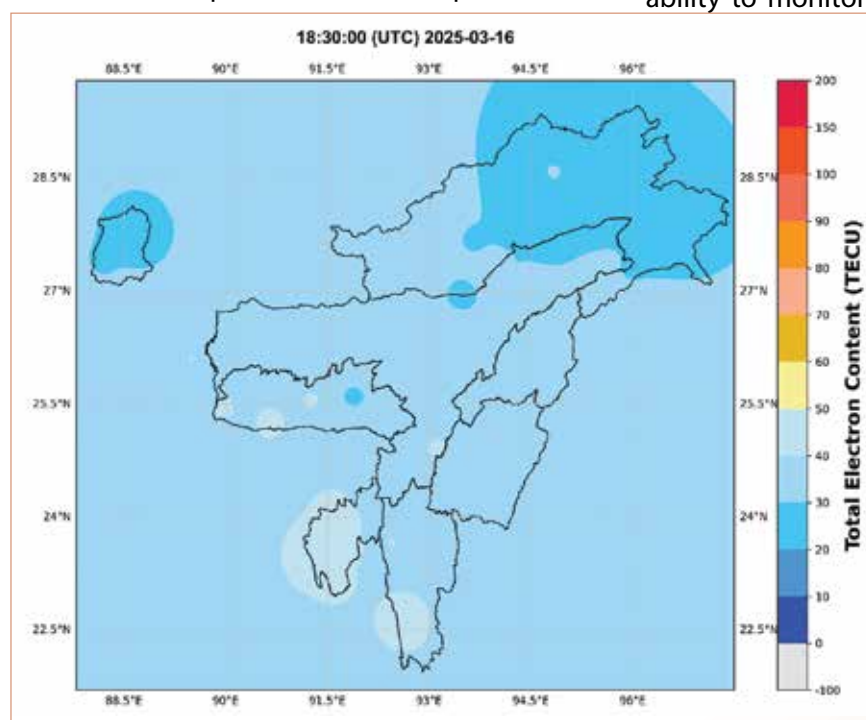 ability to monitor
18:30:00 (UTC) 2025-03-16
88.5°E 90°E 91.5°E 93°E 94.5°E 96°E
28.5°N 28.5°N
27°N 27°N
25.5°N 25.5°N
24°N 24°N
22.5°N 22.5°N
88.5°E 90°E 91.5°E 93°E 94.5°E 96°E
200
150
100
90
80
70
60
50
40
30
20
10
0
-100
Total Electron Content (TECU)